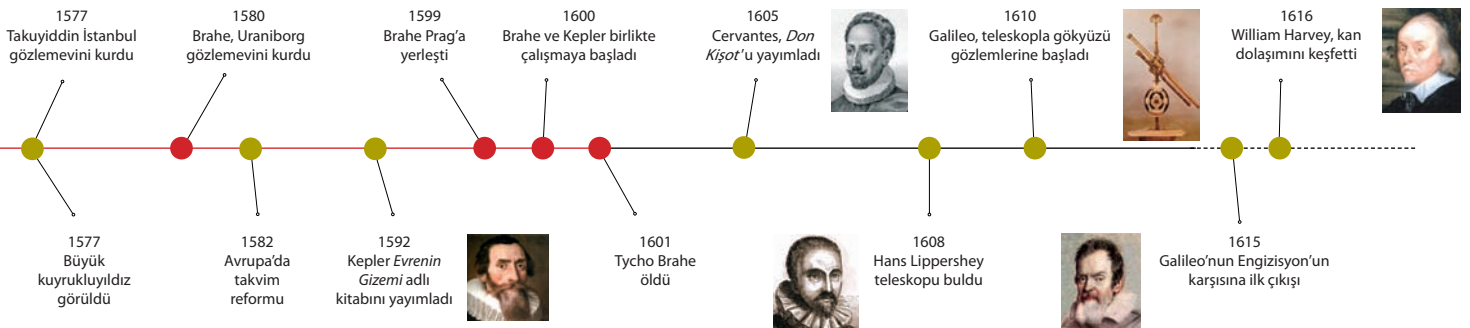 1577
Takuyiddin İstanbul
gözlemevini kurdu
1580
Brahe, Uraniborg
gözlemevini kurdu
1599
Brahe Prag'a
yerleşti
1600
Brahe ve Kepler birlikte
çalışmaya başladı
1605
Cervantes, Don
Kişot'u yayımladı
1610
Galileo, teleskopla gökyüzü
gözlemlerine başladı
1616
William Harvey, kan
dolaşımını keşfetti
1577
Büyük
kuyrukluyıldız
görüldü
1582
Avrupa'da
takvim
reformu
1592
Kepler Evrenin
Gizemi adlı
kitabını yayımladı
1601
Tycho Brahe
öldü
1608
Hans Lippershey
teleskopu buldu
1615
Galileo'nun Engizisyon'un
karşısına ilk çıkışı